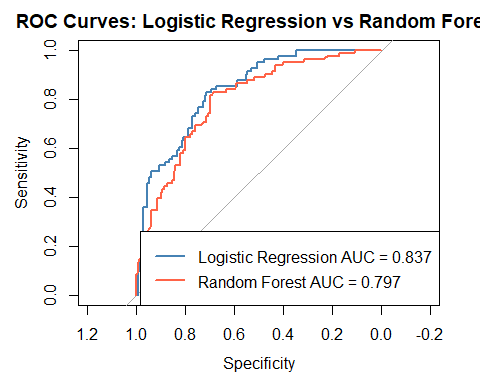 ROC Curves: Logistic Regression vs Random Fore
Sensitivity
1.0
0.8
0.6
0.4
0.2
0.0
Logistic Regression AUC = 0.837
Random Forest AUC = 0.797
1.2 1.0 0.8 0.6 0.4 0.2 0.0 -0.2
Specificity